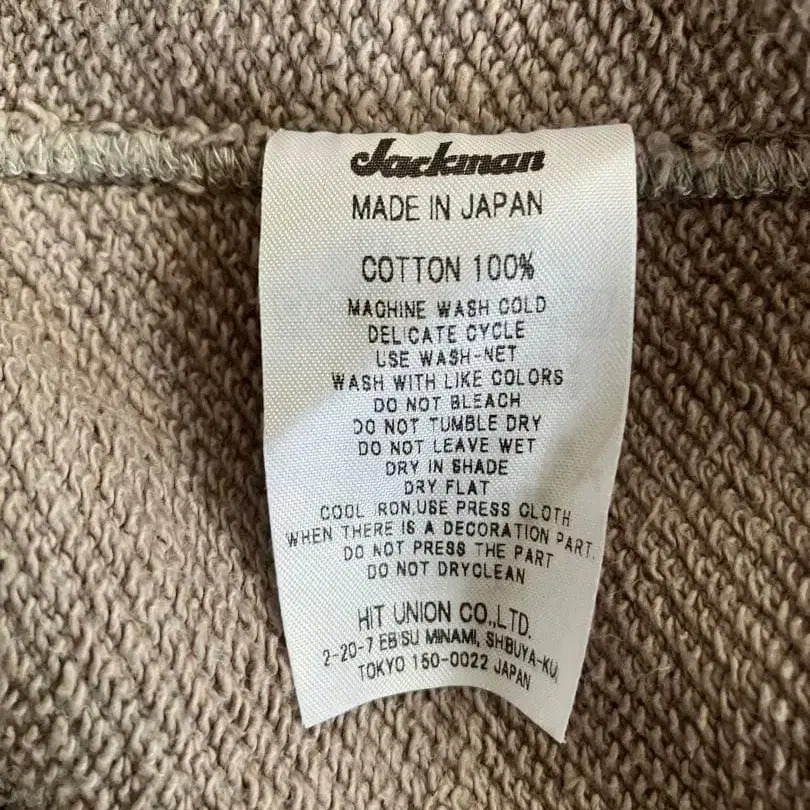 Jackman
MADE IN JAPAN
COTTON 100%
MACHINE WASH COLD
DELICATE CYCLE
USE WASH-NET
WASH WITH LIKE COLORS
DO NOT BLEACH
DO NOT TUMBLE DRY
DO NOT LEAVE WET
DRY IN SHADE
DRY FLAT
COOL IRON.USE PRESS CLOTH
WHEN THERE IS A DECORATION PART,
DO NOT PRESS THE PART
DO NOT DRYCLEAN
HIT UNION CO.,LTD.
2-20-7 EBISU MINAMI, SHIBUYA-KU,
TOKYO 150-0022 JAPAN